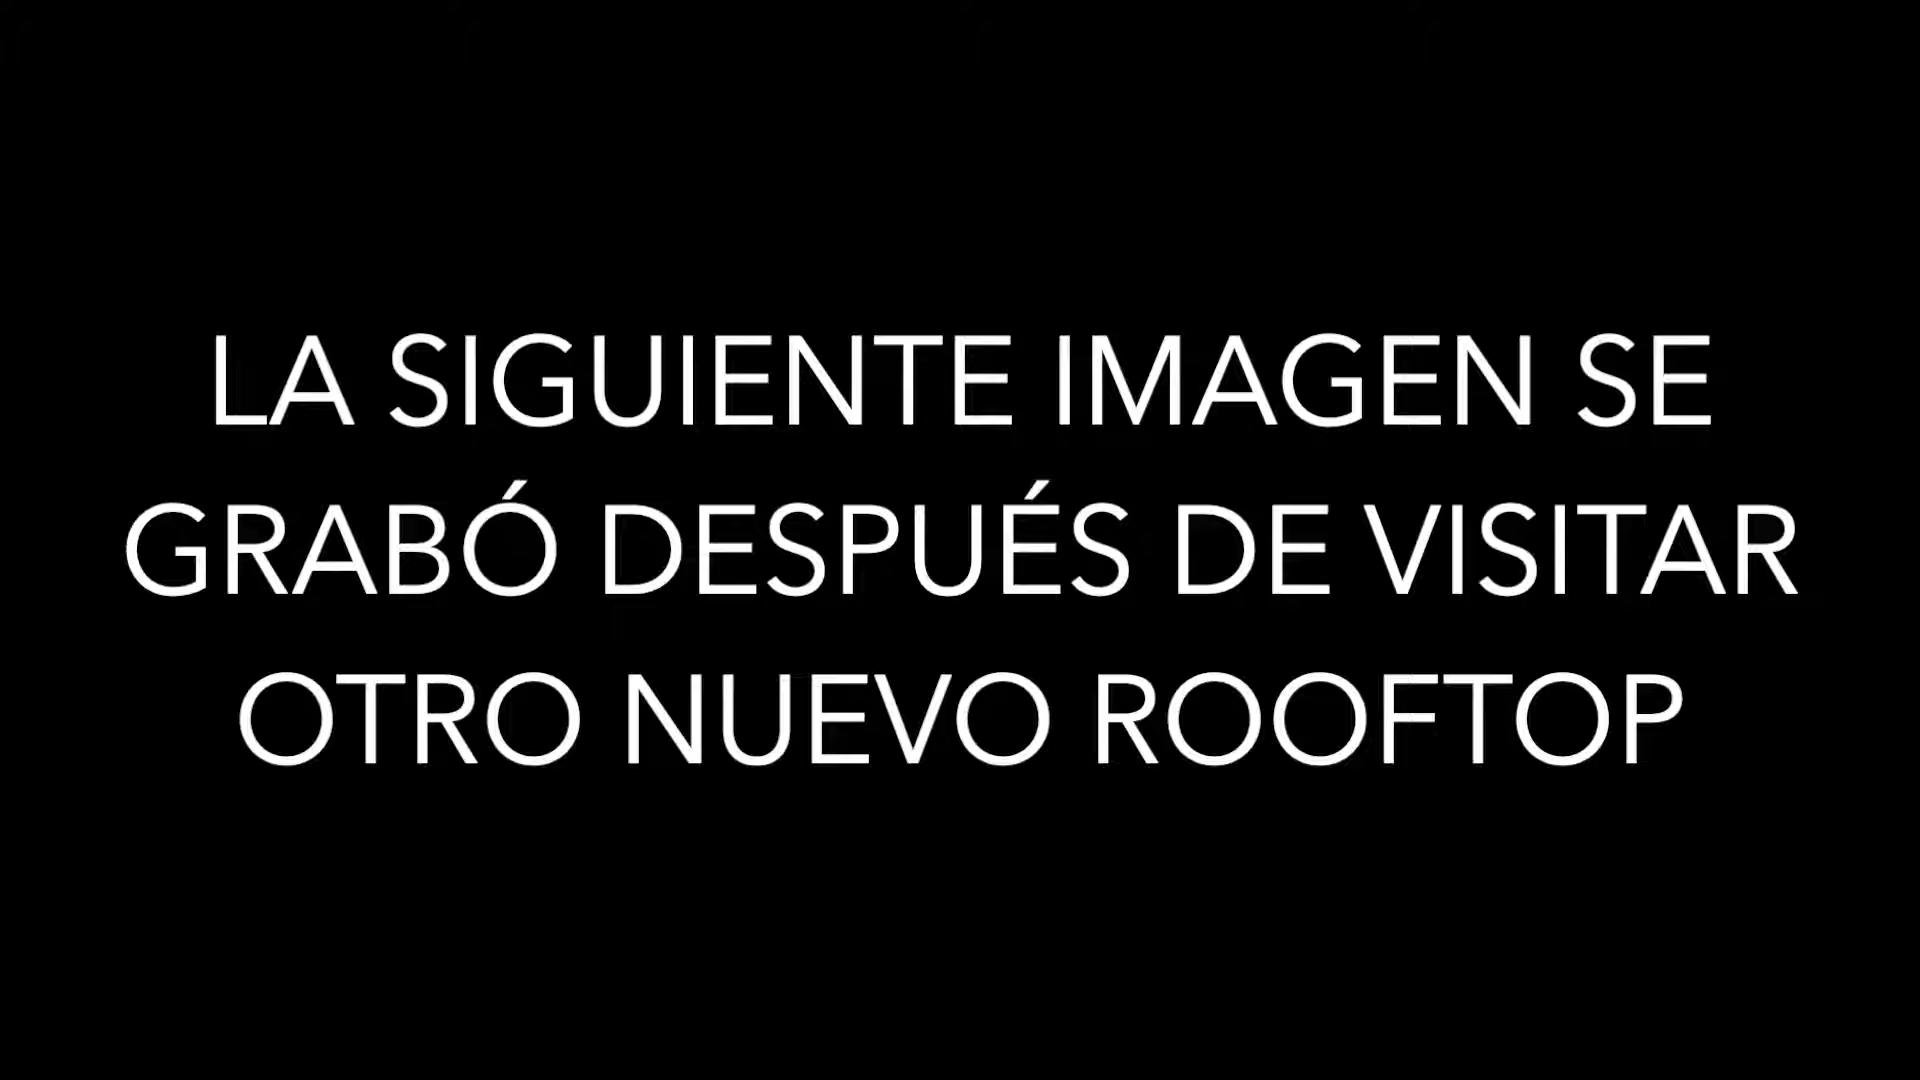 LA SIGUIENTE IMAGEN SE
GRABÓ DESPUÉS DE VISITAR
OTRO NUEVO ROOFTOP